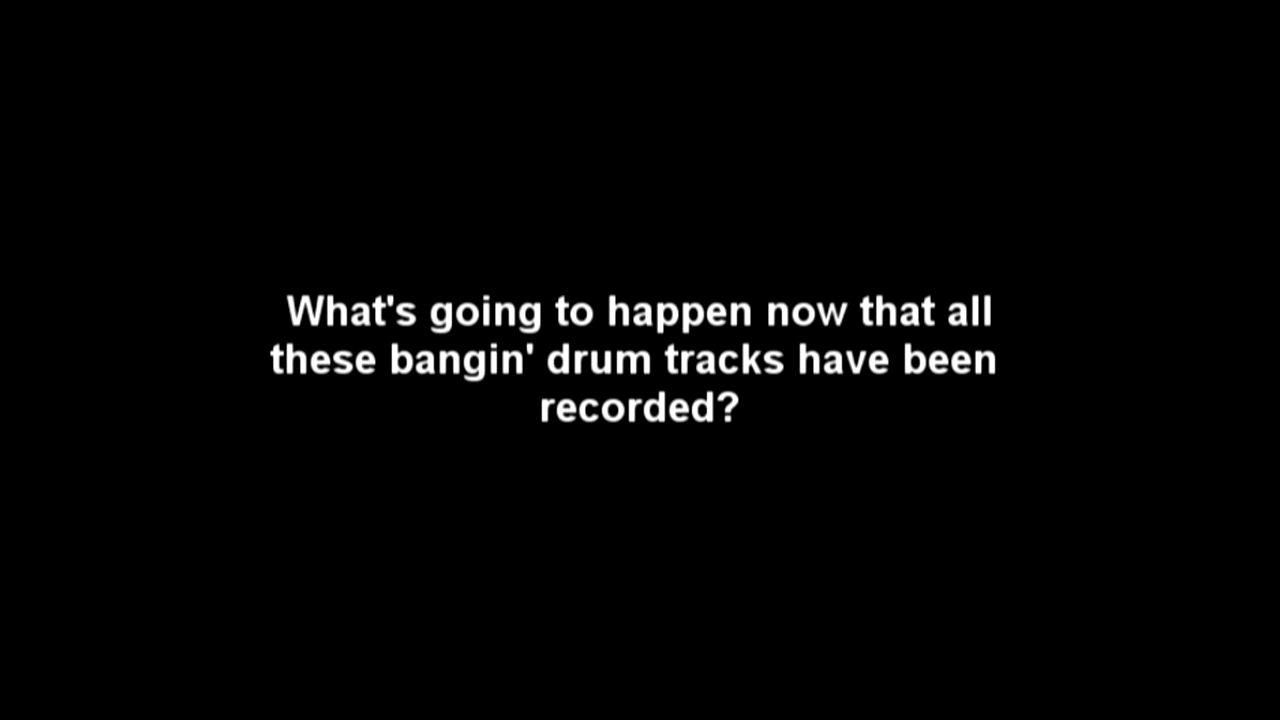 What's going to happen now that all
these bangin' drum tracks have been
recorded?